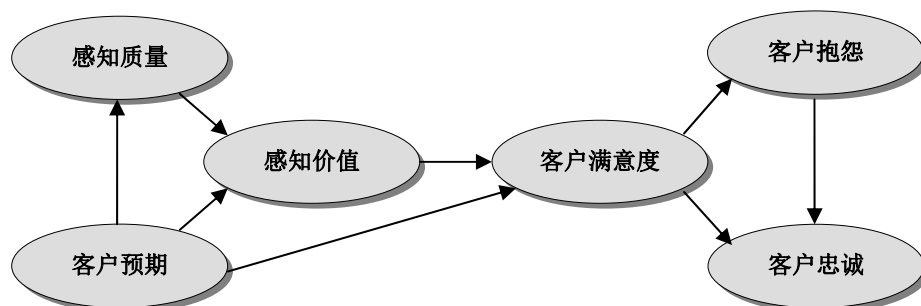 感知质量
客户抱怨
感知价值
客户满意度
客户预期
客户忠诚